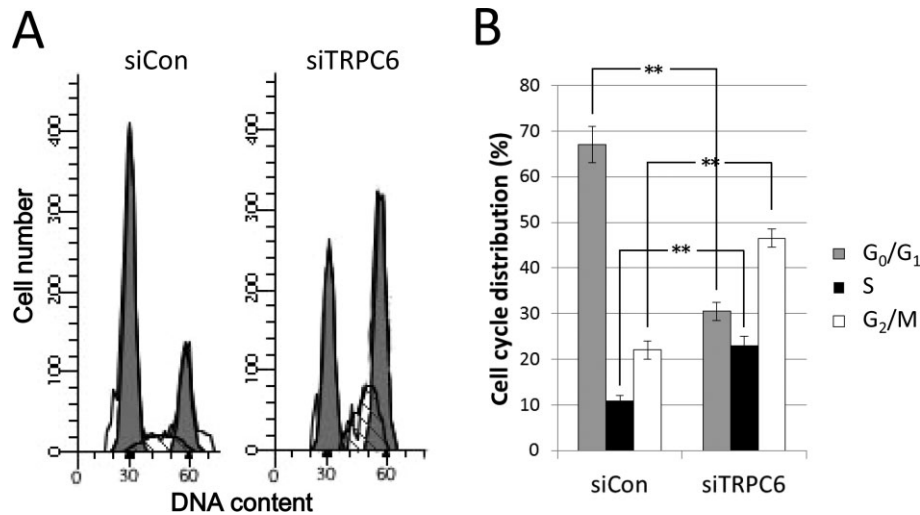 A
siCon
siTRPC6
Cell number
400
300
200
100
0
400
300
200
100
0
0 30 60
0 30 60
DNA content
B
Cell cycle distribution (%)
80
70
60
50
40
30
20
10
0
**
**
**
siCon
siTRPC6
G₀/G₁
S
G₂/M